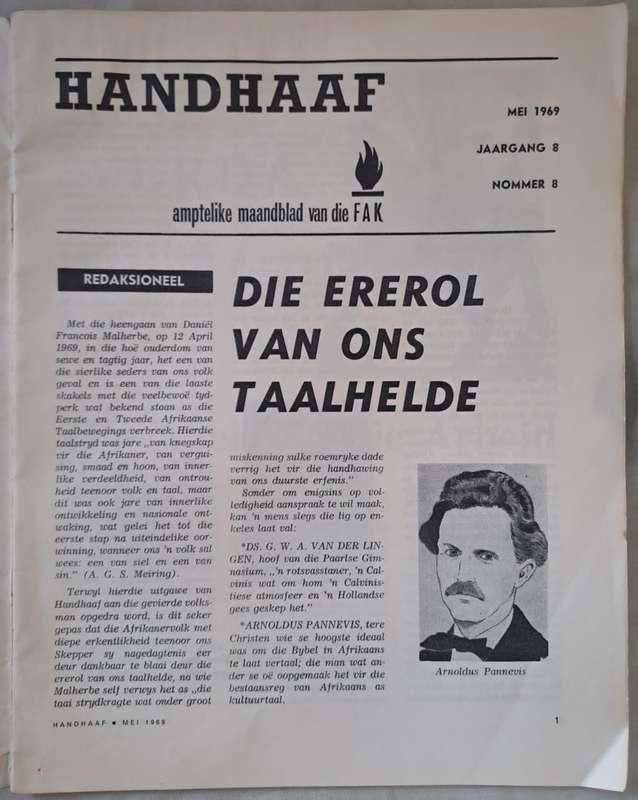 HANDHAAF
MEI 1969
JAARGANG 8
NOMMER 8
amptelike maandblad van die FAK
REDAKSIONEEL
DIE EREROL
VAN ONS
TAALHELDE
Met die heengaan van Daniël
Francois Malherbe, op 12 April
1969, in die hoë ouderdom van
sewe en tagtig jaar, het een van
die sierlike seders van ons volk
geval en is een van die laaste
skakels met die veelbewoë tyd-
perk wat bekend staan as die
Eerste en Tweede Afrikaanse
Taalbewegings verbreek. Hierdie
taalstryd was jare „van knegskap
vir die Afrikaner, van vergui-
sing, smaad en hoon, van inner-
like verdeeldheid, van ontrou-
heid teenoor volk en taal, maar
dit was ook jare van innerlike
ontwikkeling en nasionale ont-
waking, wat gelei het tot die
eerste stap na uiteindelike oor-
winning, wanneer ons 'n volk sal
wees: een van siel en een van
sin." (A. G. S. Meiring).
Terwyl hierdie uitgawe van
Handhaaf aan die gevierde volks-
man opgedra word, is dit seker
gepas dat die Afrikanervolk met
diepe erkentlikheid teenoor ons
Skepper sy nagedagtenis eer
deur dankbaar te blaai deur die
ererol van ons taalhelde, na wie
Malherbe self verwys het as „die
taai strydkragte wat onder groot
miskenning sulke roemryke dade
verrig het vir die handhawing
van ons duurste erfenis."
Sonder om enigsins op vol-
ledigheid aanspraak te wil maak,
kan 'n mens slegs die lig op en-
keles laat val:
*DS. G. W. A. VAN DER LIN-
GEN, hoof van die Paarlse Gim-
nasium, „'n rotsvasstaner, 'n Cal-
vinis wat om hom 'n Calvinis-
tiese atmosfeer en 'n Hollandse
gees geskep het."
*ARNOLDUS PANNEVIS, tere
Christen wie se hoogste ideaal
was om die Bybel in Afrikaans
te laat vertaal; die man wat an-
der se oë oopgemaak het vir die
bestaansreg van Afrikaans as
kultuurtaal.
Arnoldus Pannevis
HANDHAAF • MEI 1969
1